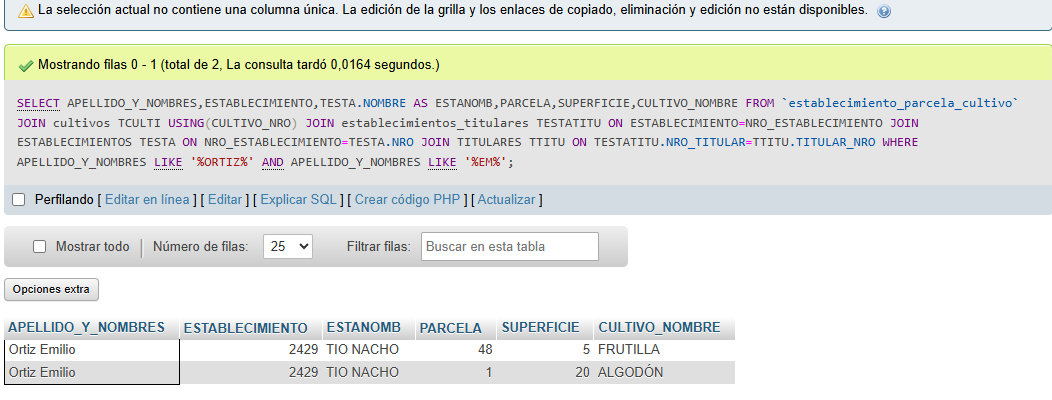 La selección actual no contiene una columna única. La edición de la grilla y los enlaces de copiado, eliminación y edición no están disponibles.
Mostrando filas 0 - 1 (total de 2, La consulta tardó 0,0164 segundos.)
SELECT APELLIDO_Y_NOMBRES,ESTABLECIMIENTO,TESTA.NOMBRE AS ESTANOMB,PARCELA,SUPERFICIE,CULTIVO_NOMBRE FROM `establecimiento_parcela_cultivo`
JOIN cultivos TCULTI USING(CULTIVO_NRO) JOIN establecimientos_titulares TESTATITU ON ESTABLECIMIENTO=NRO_ESTABLECIMIENTO JOIN
ESTABLECIMIENTOS TESTA ON NRO_ESTABLECIMIENTO=TESTA.NRO JOIN TITULARES TTITU ON TESTATITU.NRO_TITULAR=TTITU.TITULAR_NRO WHERE
APELLIDO_Y_NOMBRES LIKE '%ORTIZ%' AND APELLIDO_Y_NOMBRES LIKE '%EM%';
Perfilando [ Editar en línea ] [ Editar ] [ Explicar SQL ] [ Crear código PHP ] [ Actualizar ]
Mostrar todo Número de filas: 25 Filtrar filas: Buscar en esta tabla
Opciones extra
APELLIDO_Y_NOMBRES ESTABLECIMIENTO ESTANOMB PARCELA SUPERFICIE CULTIVO_NOMBRE
Ortiz Emilio 2429 TIO NACHO 48 5 FRUTILLA
Ortiz Emilio 2429 TIO NACHO 1 20 ALGODÓN